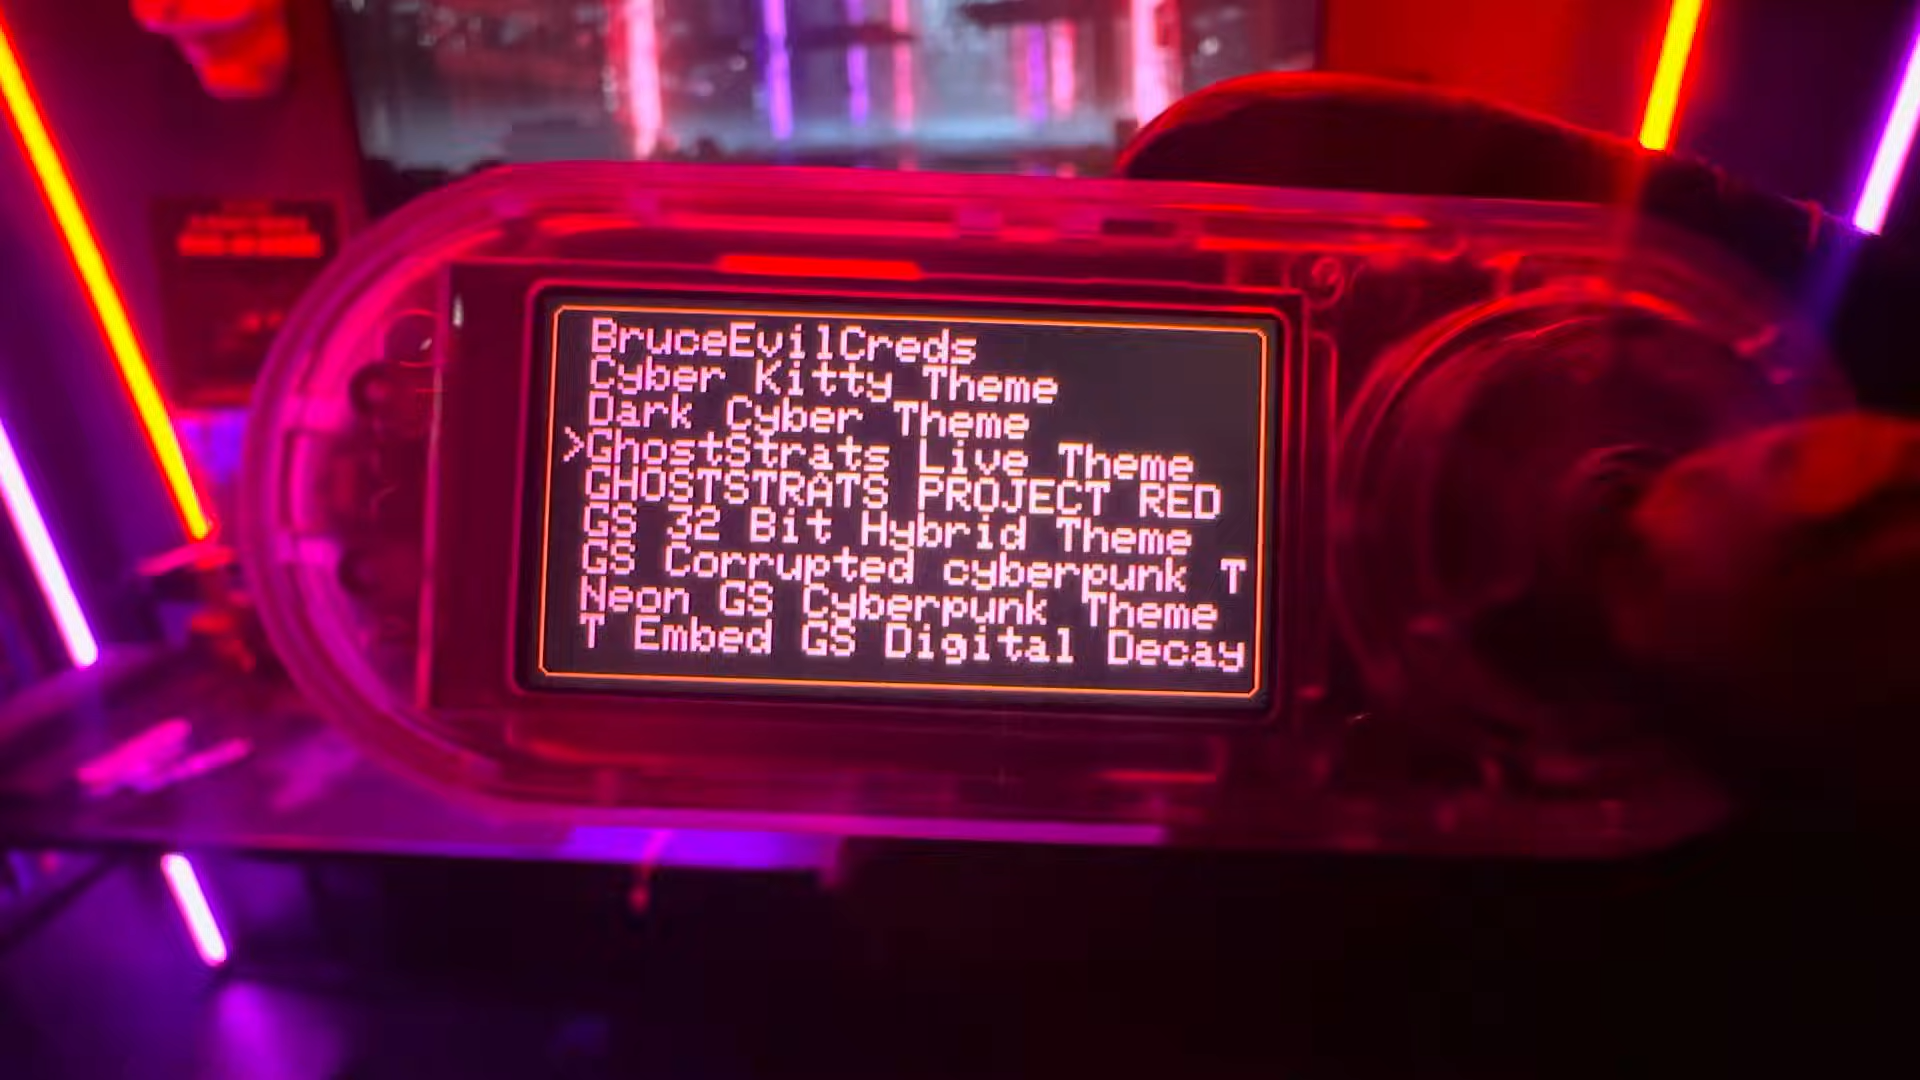 BruceEvilCreds
Cyber Kitty Theme
Dark Cyber Theme
>GhostStrats Live Theme
GHOSTSTRATS PROJECT RED
GS 32 Bit Hybrid Theme
GS Corrupted cyberpunk T
Neon GS Cyberpunk Theme
T Embed GS Digital Decay